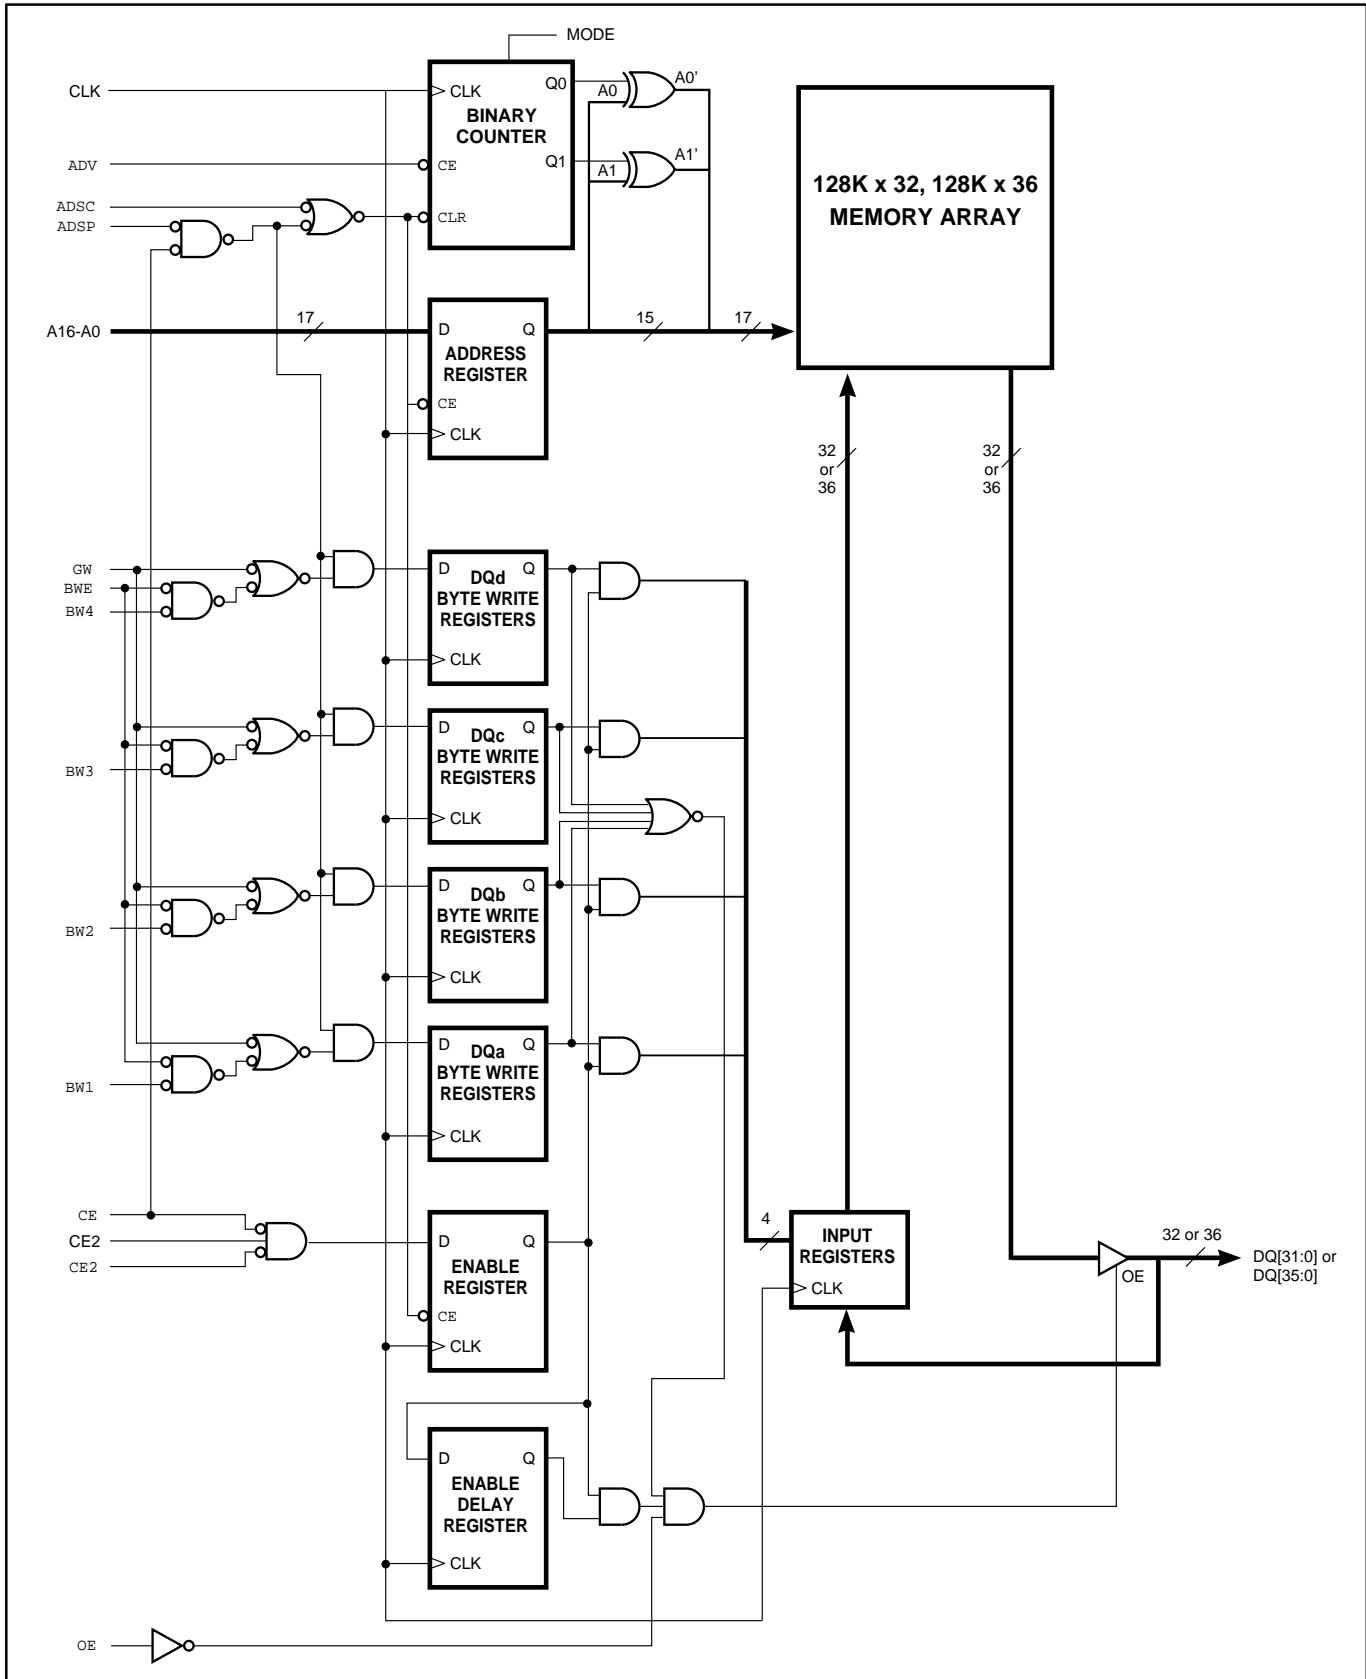 MODE
CLK
CLK
Q0
A0
A0'
BINARY
COUNTER
ADV
CE
Q1
A1
A1'
128K x 32, 128K x 36
MEMORY ARRAY
ADSC
ADSP
CLR
A16-A0
17
D
Q
15
17
ADDRESS
REGISTER
CE
CLK
32
or
36
32
or
36
GW
BWE
BW4
D
Q
DQd
BYTE WRITE
REGISTERS
CLK
BW3
D
Q
DQc
BYTE WRITE
REGISTERS
CLK
BW2
D
Q
DQb
BYTE WRITE
REGISTERS
CLK
BW1
D
Q
DQa
BYTE WRITE
REGISTERS
CLK
CE
CE2
CE2
D
Q
ENABLE
REGISTER
CE
CLK
4
INPUT
REGISTERS
CLK
OE
32 or 36
DQ[31:0] or
DQ[35:0]
D
Q
ENABLE
DELAY
REGISTER
CLK
OE